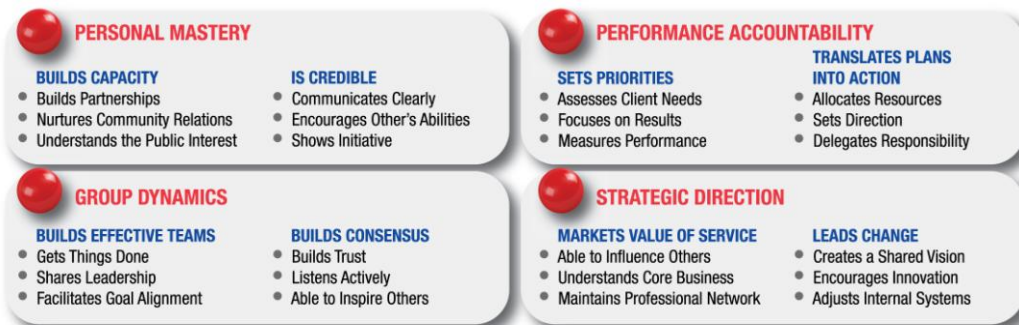 PERSONAL MASTERY
BUILDS CAPACITY
• Builds Partnerships
• Nurtures Community Relations
• Understands the Public Interest
IS CREDIBLE
• Communicates Clearly
• Encourages Other's Abilities
• Shows Initiative
PERFORMANCE ACCOUNTABILITY
SETS PRIORITIES
• Assesses Client Needs
• Focuses on Results
• Measures Performance
TRANSLATES PLANS
INTO ACTION
• Allocates Resources
• Sets Direction
• Delegates Responsibility
GROUP DYNAMICS
BUILDS EFFECTIVE TEAMS
• Gets Things Done
• Shares Leadership
• Facilitates Goal Alignment
BUILDS CONSENSUS
• Builds Trust
• Listens Actively
• Able to Inspire Others
STRATEGIC DIRECTION
MARKETS VALUE OF SERVICE
• Able to Influence Others
• Understands Core Business
• Maintains Professional Network
LEADS CHANGE
• Creates a Shared Vision
• Encourages Innovation
• Adjusts Internal Systems